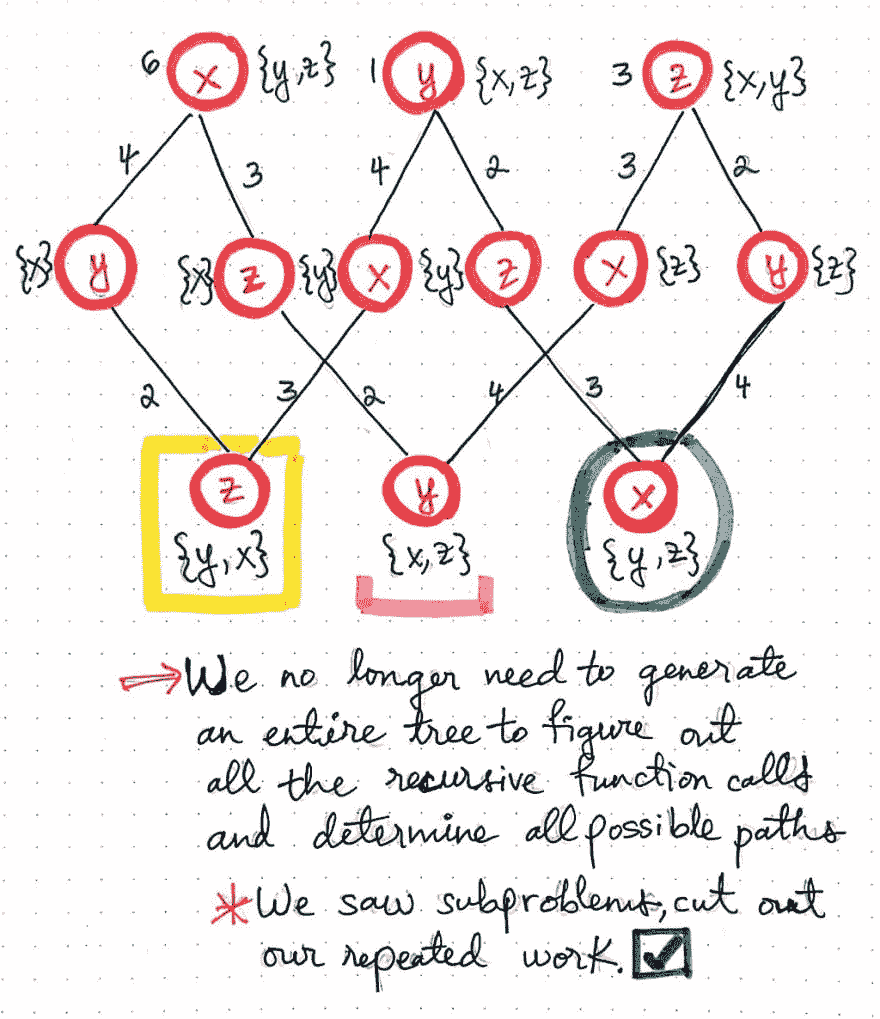 6 x {y,z} 1 y {x,z} 3 z {x,y}
4 3 4 2 3 2
{x} y {x} z {y} x {y} z x {z} y {z}
2 3 2 4 3 4
z y x
{y,x} {x,z} {y,z}
We no longer need to generate
an entire tree to figure out
all the recursive function calls
and determine all possible paths
*We saw subproblems, cut out
our repeated work.